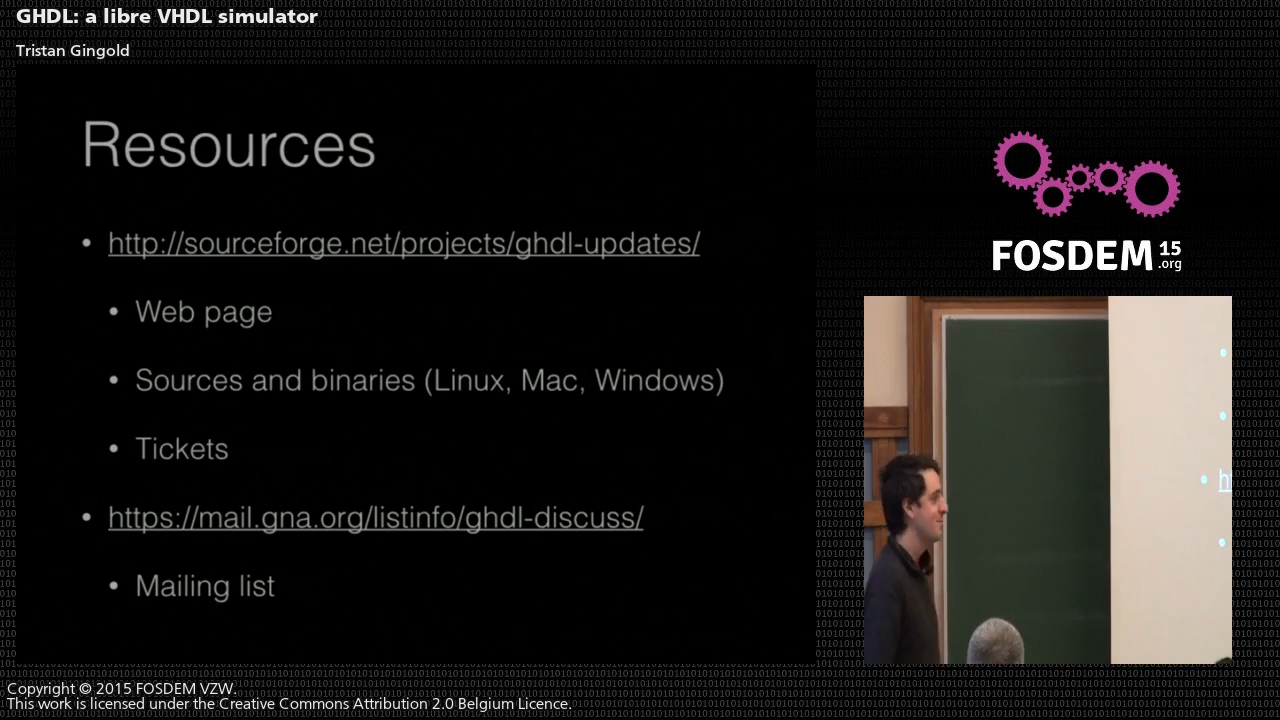 GHDL: a libre VHDL simulator
Tristan Gingold
Resources
• http://sourceforge.net/projects/ghdl-updates/
• Web page
• Sources and binaries (Linux, Mac, Windows)
• Tickets
• https://mail.gna.org/listinfo/ghdl-discuss/
• Mailing list
FOSDEM 15
.org
h
Copyright © 2015 FOSDEM VZW.
This work is licensed under the Creative Commons Attribution 2.0 Belgium Licence.